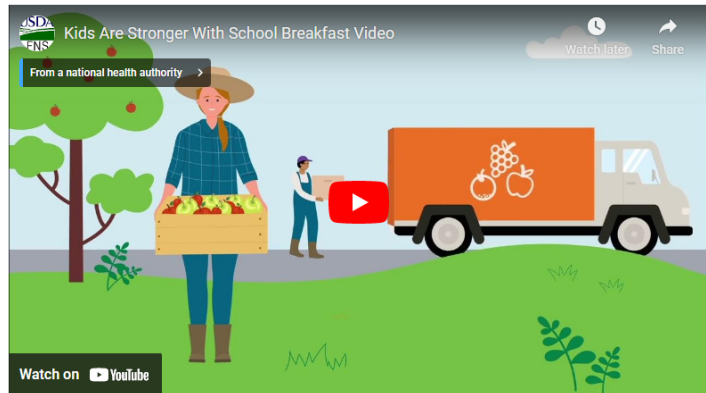 USDA
FNS
Kids Are Stronger With School Breakfast Video
Watch later
Share
From a national health authority
Watch on YouTube